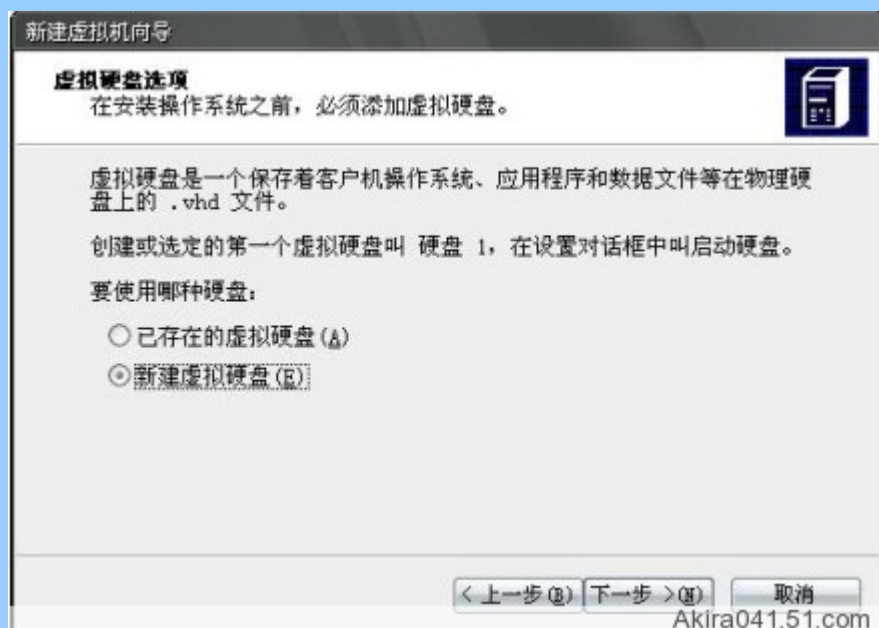 新建虚拟机向导
虚拟硬盘选项
在安装操作系统之前，必须添加虚拟硬盘。
虚拟硬盘是一个保存着客户机操作系统、应用程序和数据文件等在物理硬
盘上的 .vhd 文件。
创建或选定的第一个虚拟硬盘叫 硬盘 1，在设置对话框中叫启动硬盘。
要使用哪种硬盘：
已存在的虚拟硬盘(A)
新建虚拟硬盘(E)
< 上一步(B) 下一步 >(N) 取消
Akira041.51.com